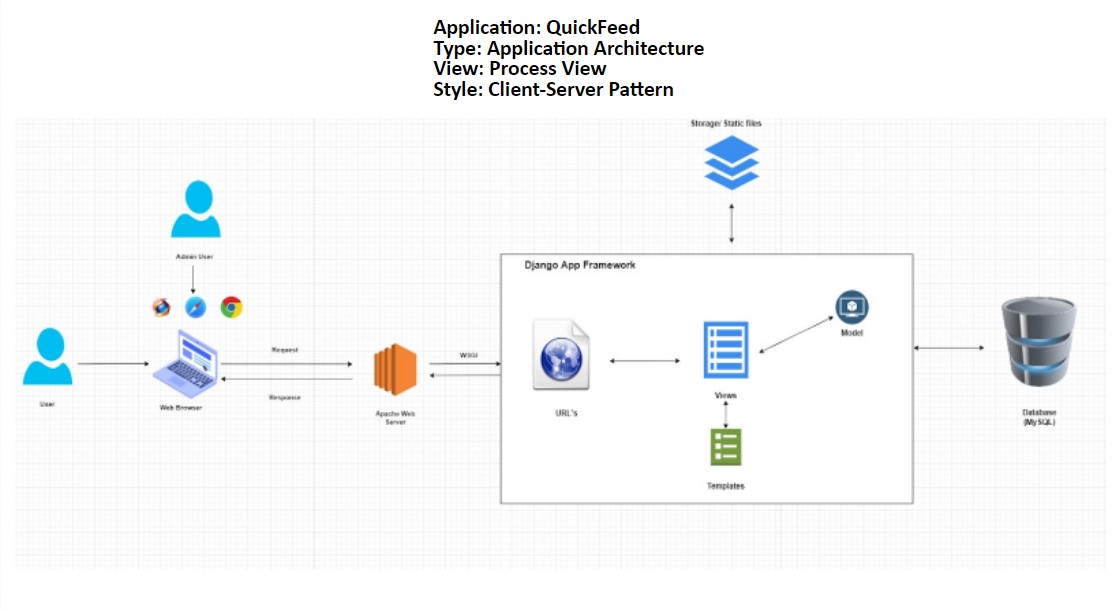 Application: QuickFeed
Type: Application Architecture
View: Process View
Style: Client-Server Pattern
Storage/ Static files
Admin User
Django App Framework
Model
Request
WSGI
Response
User
Web Browser
Apache Web
Server
URL's
Views
Templates
Database
(MySQL)